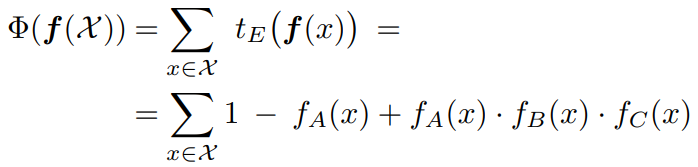 Φ(f(𝒳)) = ∑_{x∈𝒳} t_E(f(x)) =
= ∑_{x∈𝒳} 1 − f_A(x) + f_A(x) · f_B(x) · f_C(x)